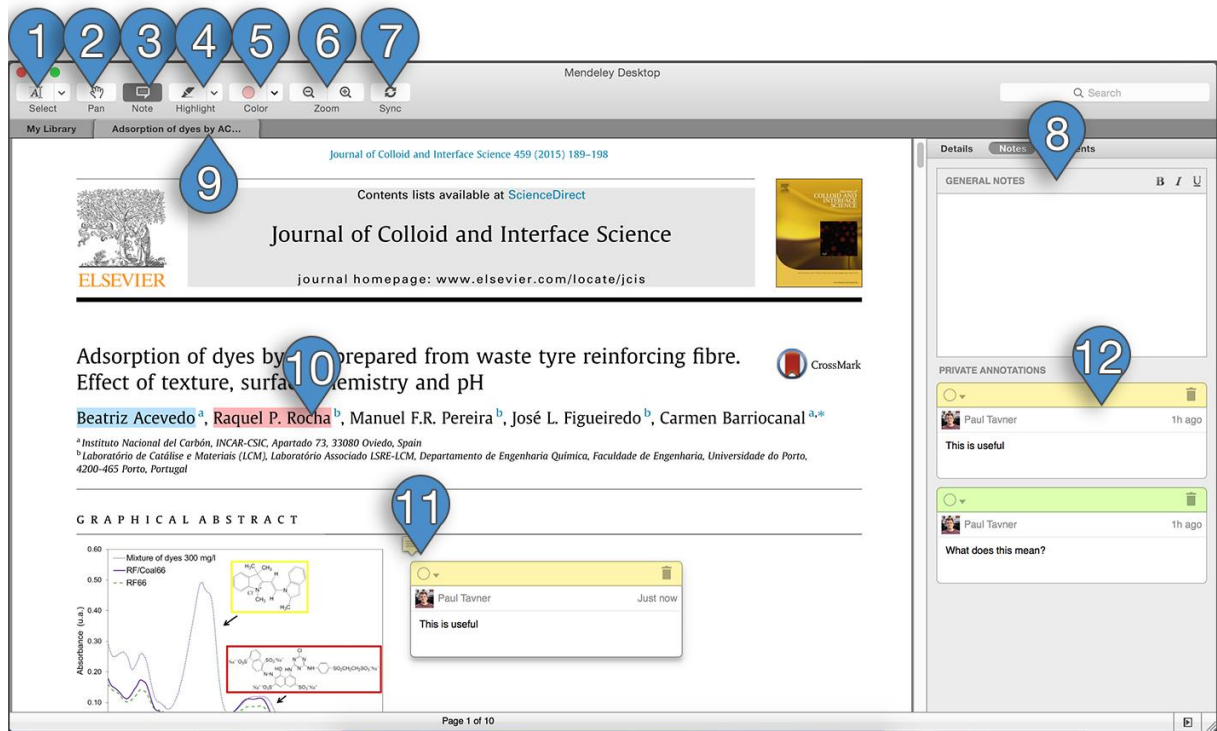 1 2 3 4 5 6 7
Mendeley Desktop
Select Pan Note Highlight Color Zoom Sync
Search
My Library Adsorption of dyes by AC...
8
9
Details Notes
Journal of Colloid and Interface Science 459 (2015) 189–198
GENERAL NOTES B I U
Contents lists available at ScienceDirect
Journal of Colloid and Interface Science
journal homepage: www.elsevier.com/locate/jcis
ELSEVIER
COLLOID AND
INTERFACE
SCIENCE
Adsorption of dyes by prepared from waste tyre reinforcing fibre.
Effect of texture, and pH
CrossMark
10
Beatriz Acevedo a, Raquel P. Rocha b, Manuel F.R. Pereira b, José L. Figueiredo b, Carmen Barriocanal a,*
a Instituto Nacional del Carbón, INCAR-CSIC, Apartado 73, 33080 Oviedo, Spain
b Laboratório de Catálise e Materiais (LCM), Laboratório Associado LSRE-LCM, Departamento de Engenharia Química, Faculdade de Engenharia, Universidade do Porto,
4200-465 Porto, Portugal
GRAPHICAL ABSTRACT
11
0.60
0.50
0.40
0.30
0.20
0.10
Absorbance (u.a.)
Mixture of dyes 300 mg/l
RF/Coal66
RF66
Paul Tavner Just now
This is useful
12
PRIVATE ANNOTATIONS
Paul Tavner 1h ago
This is useful
Paul Tavner 1h ago
What does this mean?
Page 1 of 10